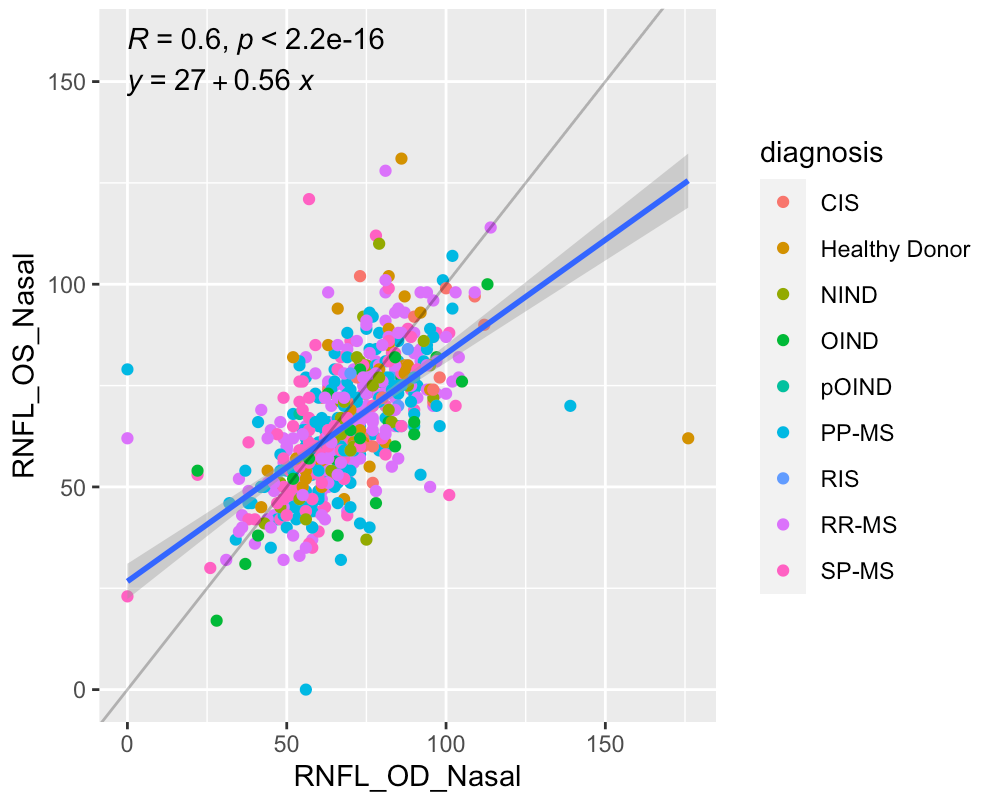 R = 0.6, p < 2.2e-16
y = 27 + 0.56 x
150
100
50
0
RNFL_OS_Nasal
0 50 100 150
RNFL_OD_Nasal
diagnosis
CIS
Healthy Donor
NIND
OIND
pOIND
PP-MS
RIS
RR-MS
SP-MS